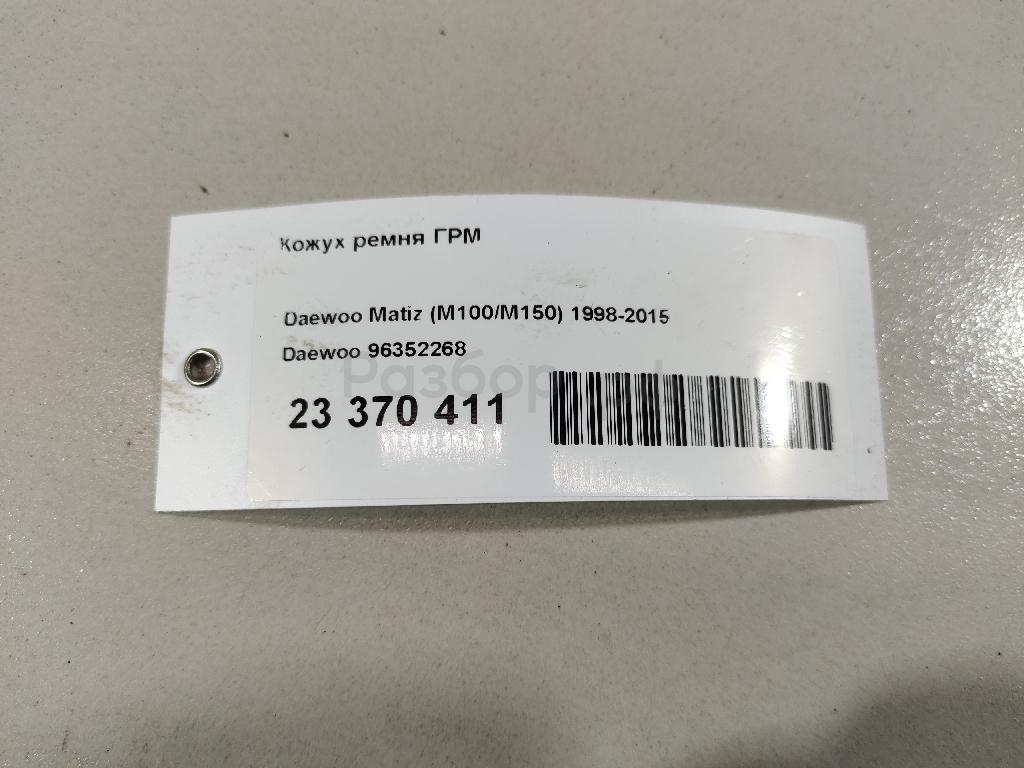 Кожух ремня ГРМ
Daewoo Matiz (M100/M150) 1998-2015
Daewoo 96352268
23 370 411